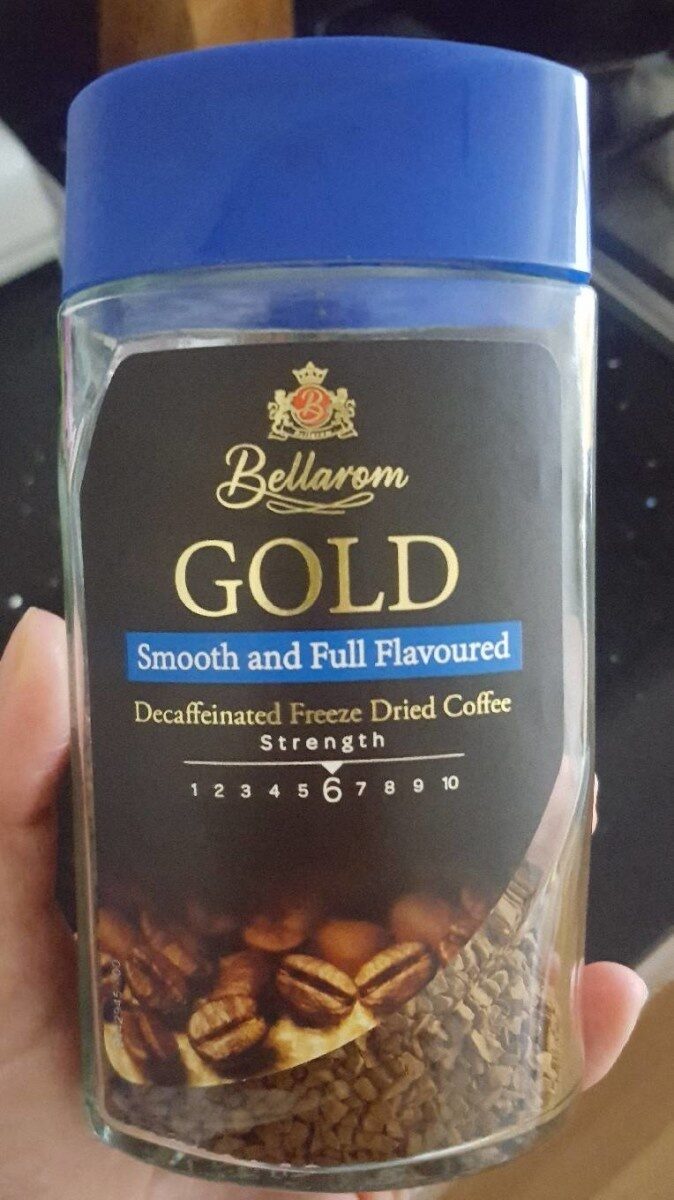 B
Bellarom
Bellarom
GOLD
Smooth and Full Flavoured
Decaffeinated Freeze Dried Coffee
Strength
1 2 3 4 5 6 7 8 9 10